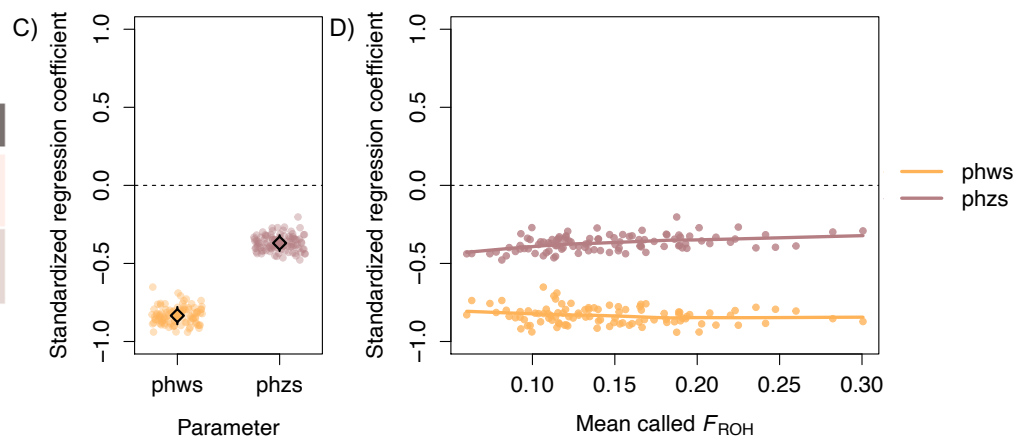 C)
Standardized regression coefficient
1.0
0.5
0.0
−0.5
−1.0
phws
phzs
Parameter
D)
Standardized regression coefficient
1.0
0.5
0.0
−0.5
−1.0
0.10
0.15
0.20
0.25
0.30
Mean called FROH
phws
phzs